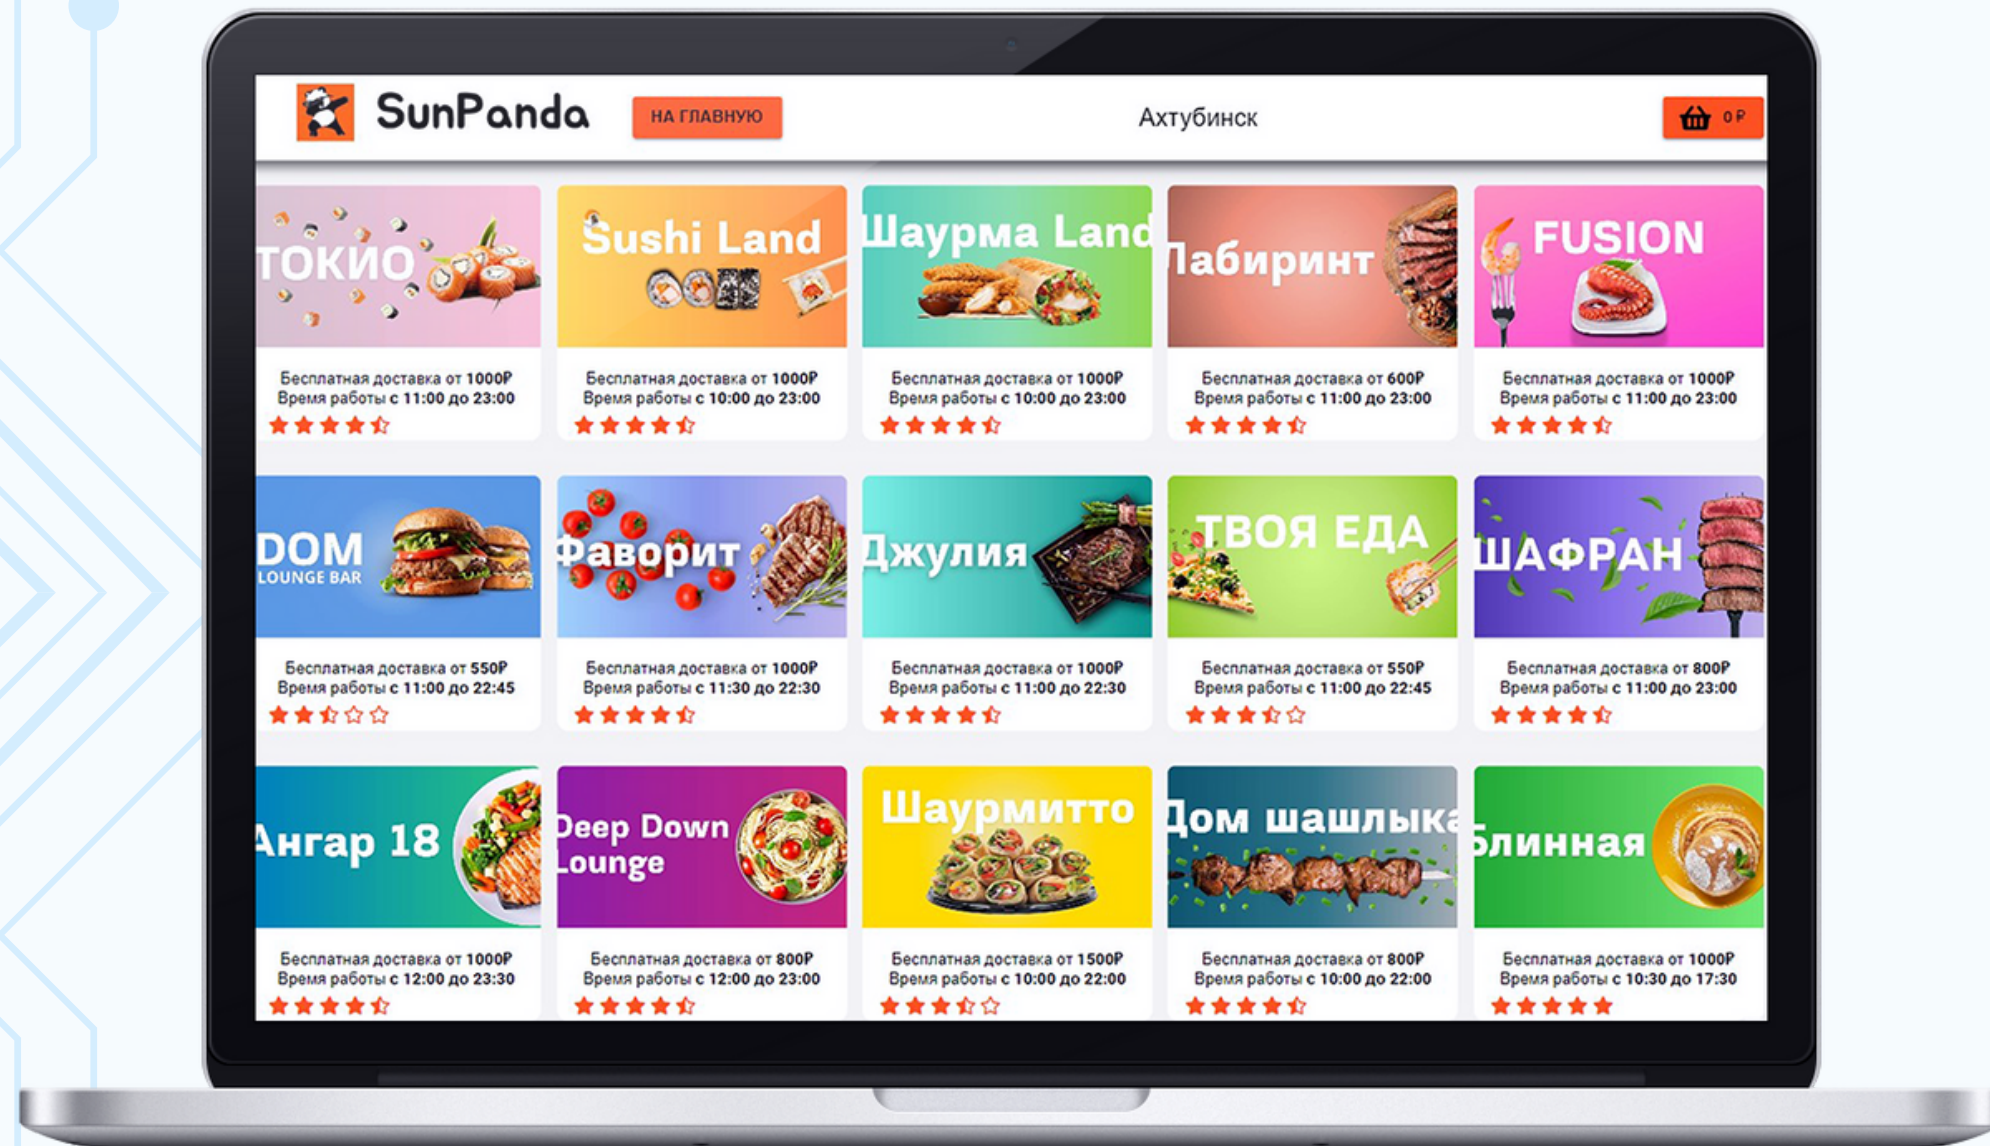 SunPanda
НА ГЛАВНУЮ
Ахтубинск
0 ₽
ТОКИО
Sushi Land
Шаурма Land
Лабиринт
FUSION
Бесплатная доставка от 1000₽
Время работы с 11:00 до 23:00
Бесплатная доставка от 1000₽
Время работы с 10:00 до 23:00
Бесплатная доставка от 1000₽
Время работы с 10:00 до 23:00
Бесплатная доставка от 600₽
Время работы с 11:00 до 23:00
Бесплатная доставка от 1000₽
Время работы с 11:00 до 23:00
DOM
LOUNGE BAR
Фаворит
Джулия
ТВОЯ ЕДА
ШАФРАН
Бесплатная доставка от 550₽
Время работы с 11:00 до 22:45
Бесплатная доставка от 1000₽
Время работы с 11:30 до 22:30
Бесплатная доставка от 1000₽
Время работы с 11:00 до 22:30
Бесплатная доставка от 550₽
Время работы с 11:00 до 22:45
Бесплатная доставка от 800₽
Время работы с 11:00 до 23:00
Ангар 18
Deep Down
Lounge
Шаурмитто
Дом шашлыка
Блинная
Бесплатная доставка от 1000₽
Время работы с 12:00 до 23:30
Бесплатная доставка от 800₽
Время работы с 12:00 до 23:00
Бесплатная доставка от 1500₽
Время работы с 10:00 до 22:00
Бесплатная доставка от 800₽
Время работы с 10:00 до 22:00
Бесплатная доставка от 1000₽
Время работы с 10:30 до 17:30